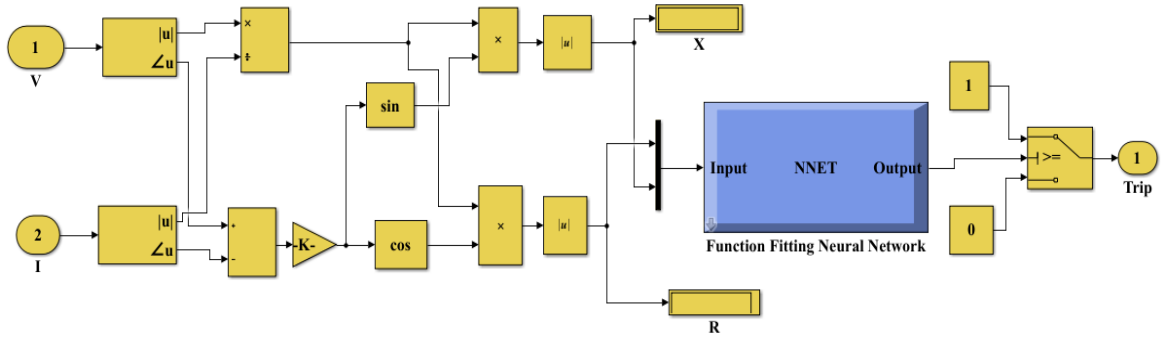 1
V
|u|
∠u
×
÷
×
|u|
X
sin
1
Input
NNET
Output
>=
1
Trip
2
I
|u|
∠u
+
-
-K-
cos
×
|u|
0
Function Fitting Neural Network
R